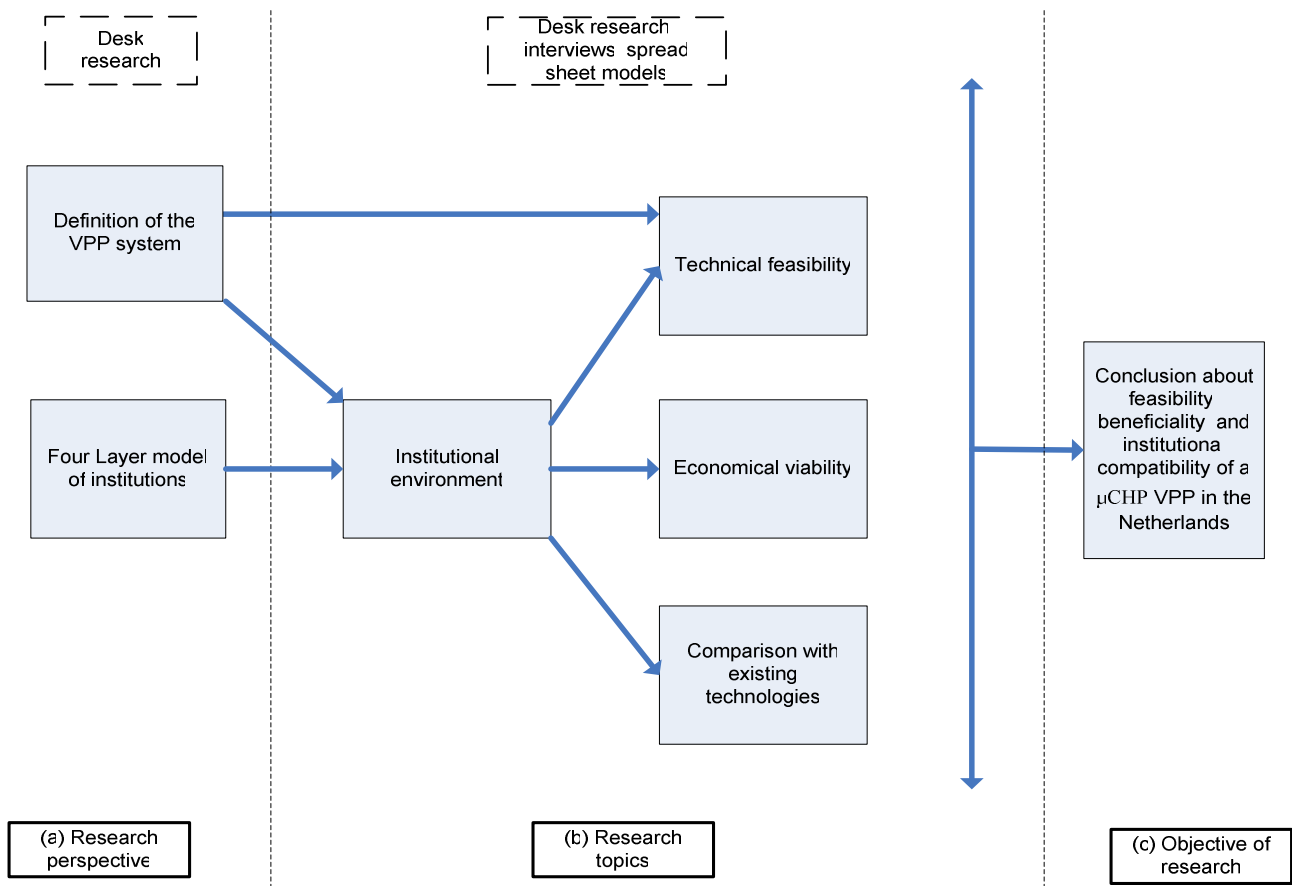 Desk
research
Desk research
interviews spread
sheet models
Definition of the
VPP system
Technical feasibility
Four Layer model
of institutions
Institutional
environment
Economical viability
Comparison with
existing
technologies
Conclusion about
feasibility
beneficiality and
instituitiona
compatibility of a
µCHP VPP in the
Netherlands
(a) Research
perspective
(b) Research
topics
(c) Objective of
research